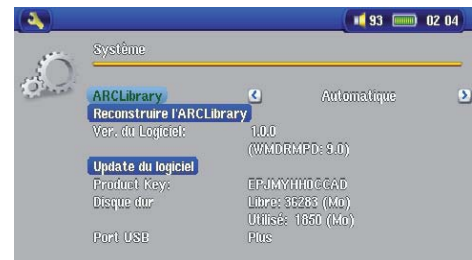 93 02 04
Système
ARCLibrary Automatique
Reconstruire l'ARCLibrary
Ver. du Logiciel: 1.0.0
(WMDRMPD: 9.0)
Update du logiciel
Product Key: EPJMYHH0CCAD
Disque dur Libre: 36283 (Mo)
Utilisé: 1850 (Mo)
Port USB Plus